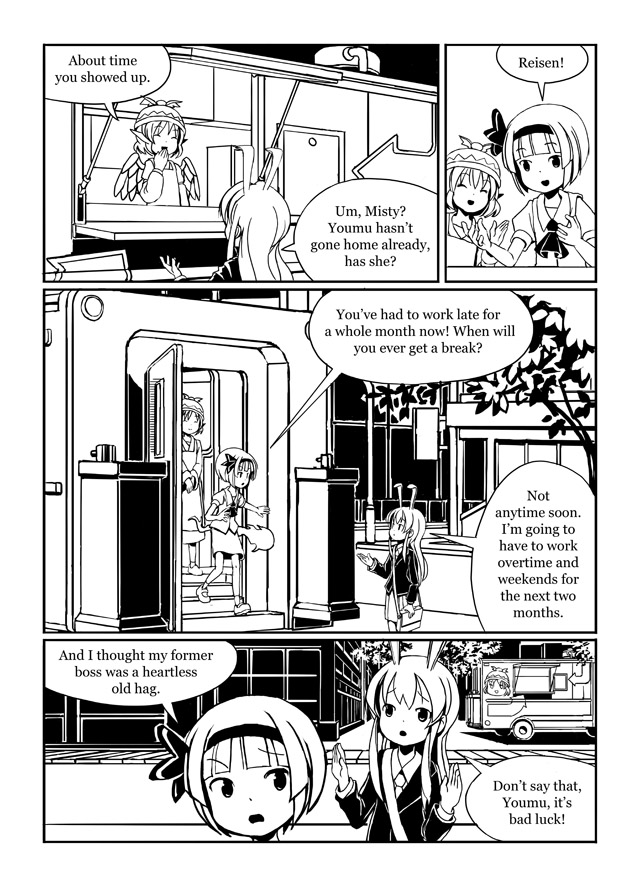 About time
you showed up.
Um, Misty?
Youmu hasn't
gone home already,
has she?
Reisen!
You've had to work late for
a whole month now! When will
you ever get a break?
Not
anytime soon.
I'm going to
have to work
overtime and
weekends for
the next two
months.
And I thought my former
boss was a heartless
old hag.
Don't say that,
Youmu, it's
bad luck!